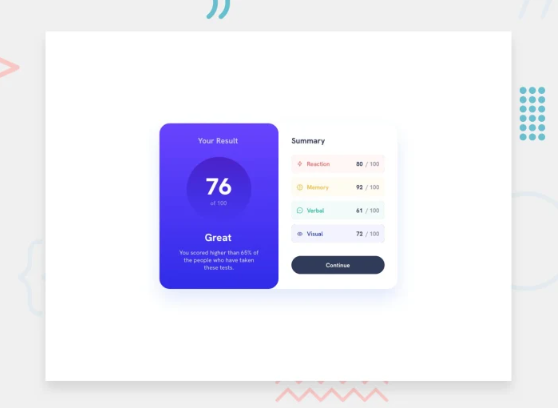 Your Result
76
of 100
Great
You scored higher than 65% of
the people who have taken
these tests.
Summary
Reaction 80 / 100
Memory 92 / 100
Verbal 61 / 100
Visual 72 / 100
Continue